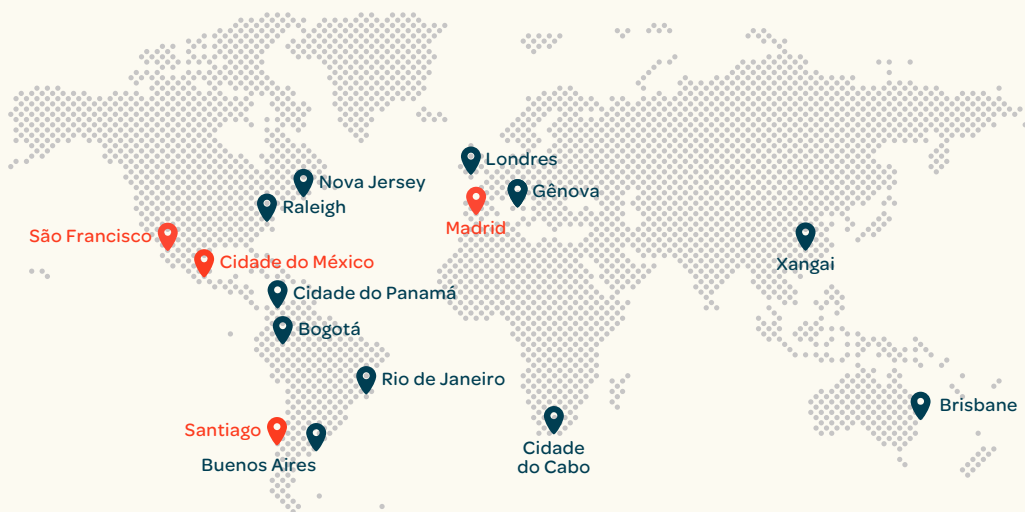 Londres
Nova Jersey
Gênova
Raleigh
Madrid
São Francisco
Cidade do México
Xangai
Cidade do Panamá
Bogotá
Rio de Janeiro
Brisbane
Santiago
Buenos Aires
Cidade
do Cabo